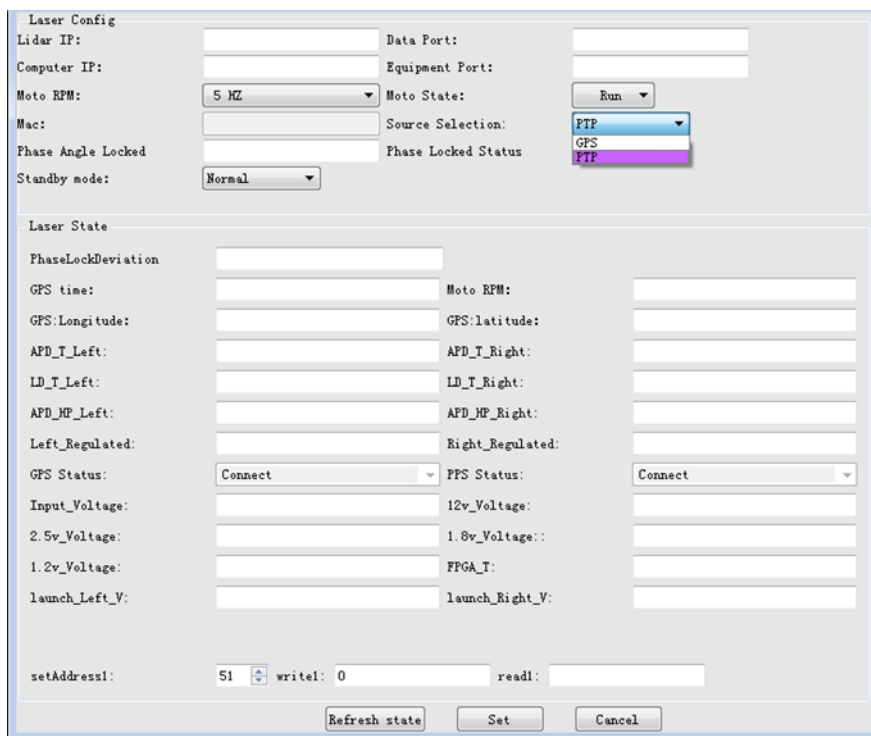 Laser Config
Lidar IP: Data Port:
Computer IP: Equipment Port:
Moto RPM: 5 HZ Moto State: Run
Mac: Source Selection: PTP
GPS
Phase Angle Locked Phase Locked Status PTP
Standby mode: Normal
Laser State
PhaseLockDeviation
GPS time: Moto RPM:
GPS:Longitude: GPS:latitude:
APD_T_Left: APD_T_Right:
LD_T_Left: LD_T_Right:
APD_HP_Left: APD_HP_Right:
Left_Regulated: Right_Regulated:
GPS Status: Connect PPS Status: Connect
Input_Voltage: 12v_Voltage:
2.5v_Voltage: 1.8v_Voltage::
1.2v_Voltage: FPGA_T:
launch_Left_V: launch_Right_V:
setAddress1: 51 write1: 0 read1:
Refresh state Set Cancel